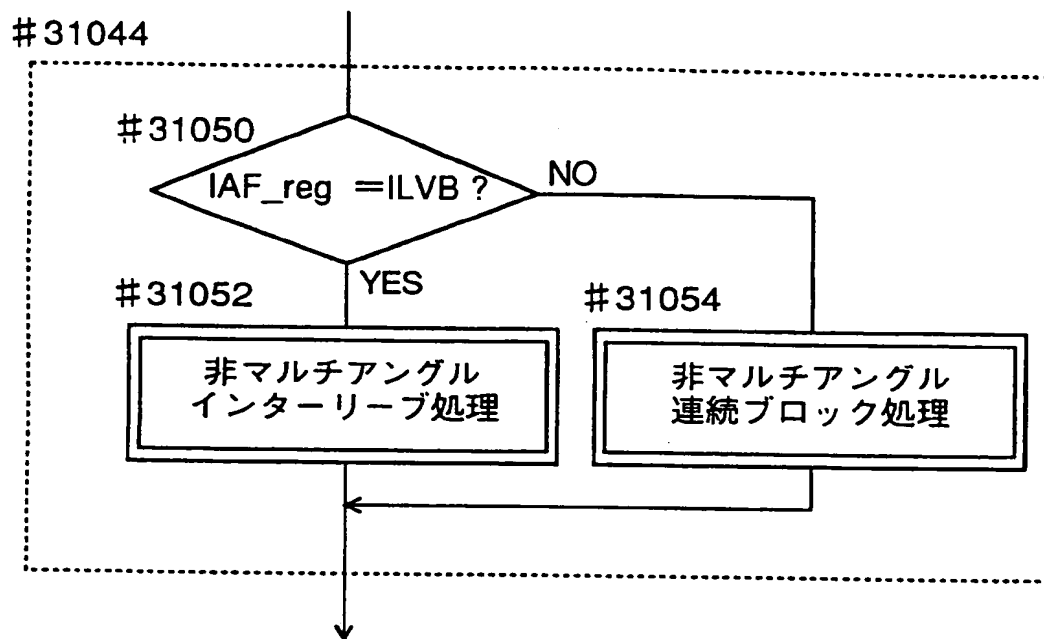 #31044
#31050
IAF_reg =ILVB ?
NO
YES
#31052
#31054
非マルチアングル
インターリーブ処理
非マルチアングル
連続ブロック処理